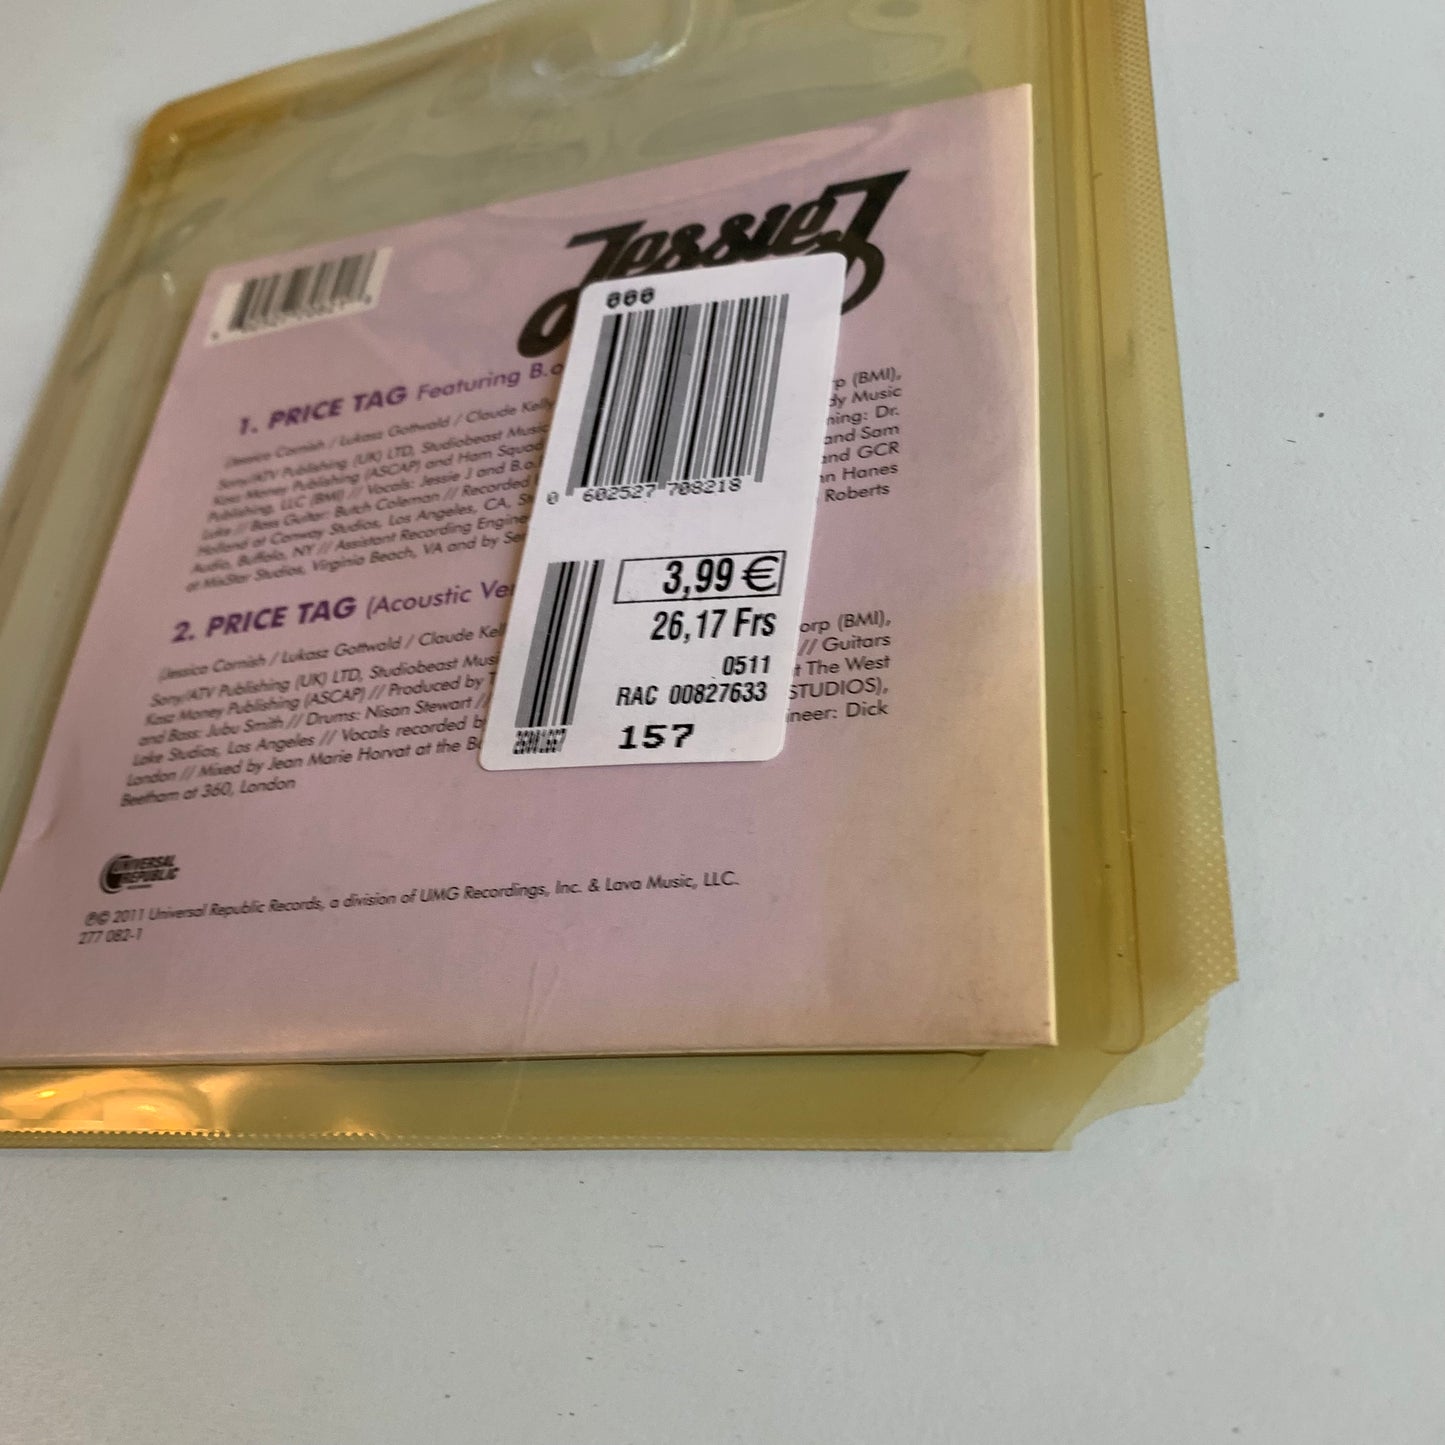 Jessie J
666
0 602527 708218
1. PRICE TAG Featuring B.o
(Jessica Cornish / Lukasz Gottwald / Claude Kelly
Sony/ATV Publishing (UK) LTD, Studiobeast Music
Kasz Money Publishing (ASCAP) and Ham Squad
Publishing, LLC (BMI) // Vocals: Jessie J and B.o.
Luke // Bass Guitar: Butch Coleman // Recorded
Holland at Conway Studios, Los Angeles, CA,
Audio, Buffalo, NY // Assistant Recording Engine
at MixStar Studios, Virginia Beach, VA and by Ser
rp (BMI),
dy Music
ning: Dr.
and Sam
and GCR
nn Hanes
Roberts
2. PRICE TAG (Acoustic Ver
(Jessica Cornish / Lukasz Gottwald / Claude Kel
Sony/ATV Publishing (UK) LTD, Studiobeast Musi
Kasz Money Publishing (ASCAP) // Produced by T
and Bass: Jubu Smith // Drums: Nisan Stewart //
Lake Studios, Los Angeles // Vocals recorded b
London // Mixed by Jean Marie Horvat at the Bo
Beetham at 360, London
orp (BMI),
// Guitars
t The West
STUDIOS),
ineer: Dick
3,99 €
26,17 Frs
0511
RAC 00827633
157
UNIVERSAL
REPUBLIC
℗© 2011 Universal Republic Records, a division of UMG Recordings, Inc. & Lava Music, LLC.
277 082-1